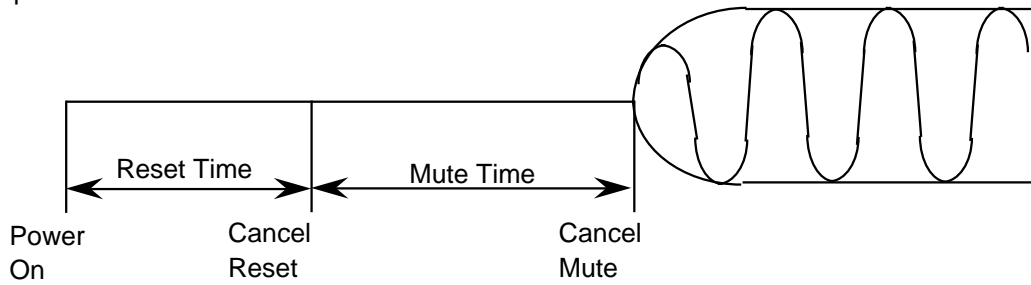 Reset Time
Mute Time
Power
On
Cancel
Reset
Cancel
Mute